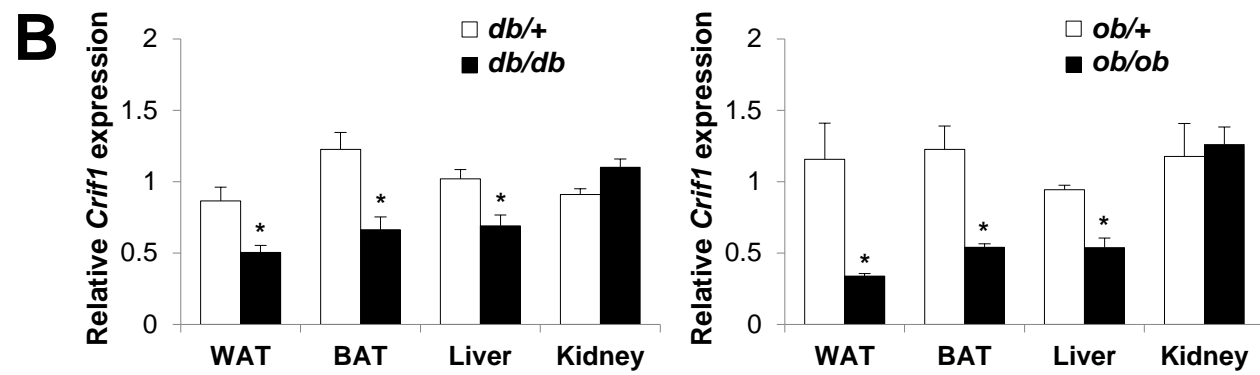 B
Relative Crif1 expression
2
1.5
1
0.5
0
db/+
db/db
*
*
*
WAT BAT Liver Kidney
Relative Crif1 expression
2
1.5
1
0.5
0
ob/+
ob/ob
*
*
*
WAT BAT Liver Kidney